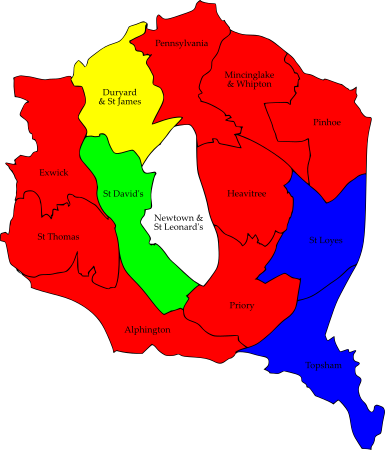 Pennsylvania
Mincinglake
& Whipton
Duryard
& St James
Pinhoe
Exwick
St David's
Heavitree
Newtown &
St Leonard's
St Thomas
St Loyes
Priory
Alphington
Topsham